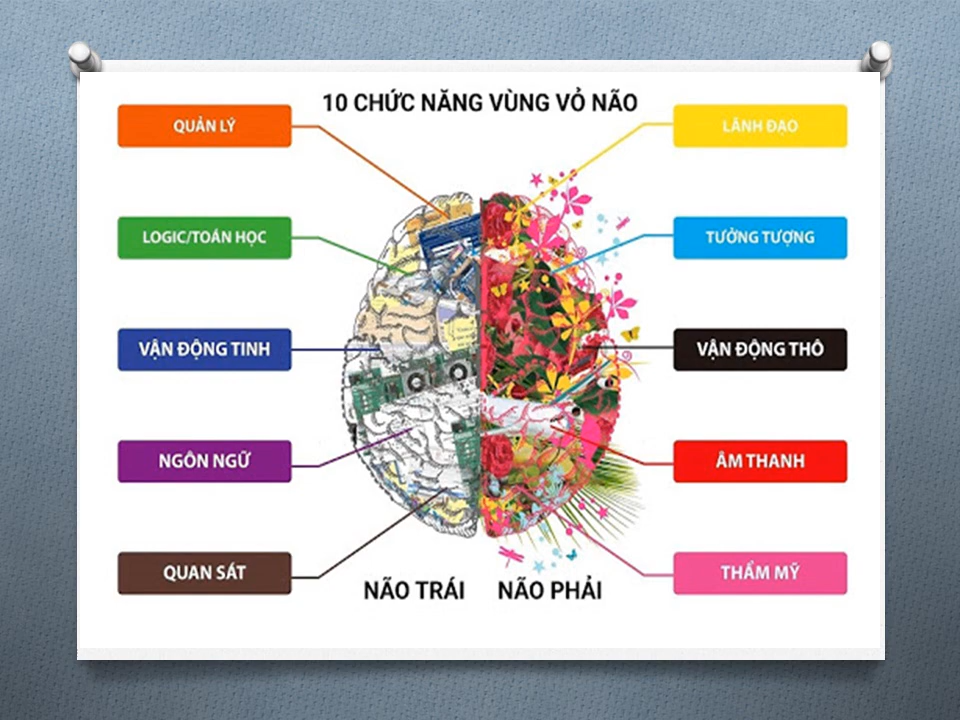 10 CHỨC NĂNG VÙNG VỎ NÃO
QUẢN LÝ
LÃNH ĐẠO
LOGIC/TOÁN HỌC
TƯỞNG TƯỢNG
VẬN ĐỘNG TINH
VẬN ĐỘNG THÔ
NGÔN NGỮ
ÂM THANH
QUAN SÁT
THẨM MỸ
NÃO TRÁI
NÃO PHẢI